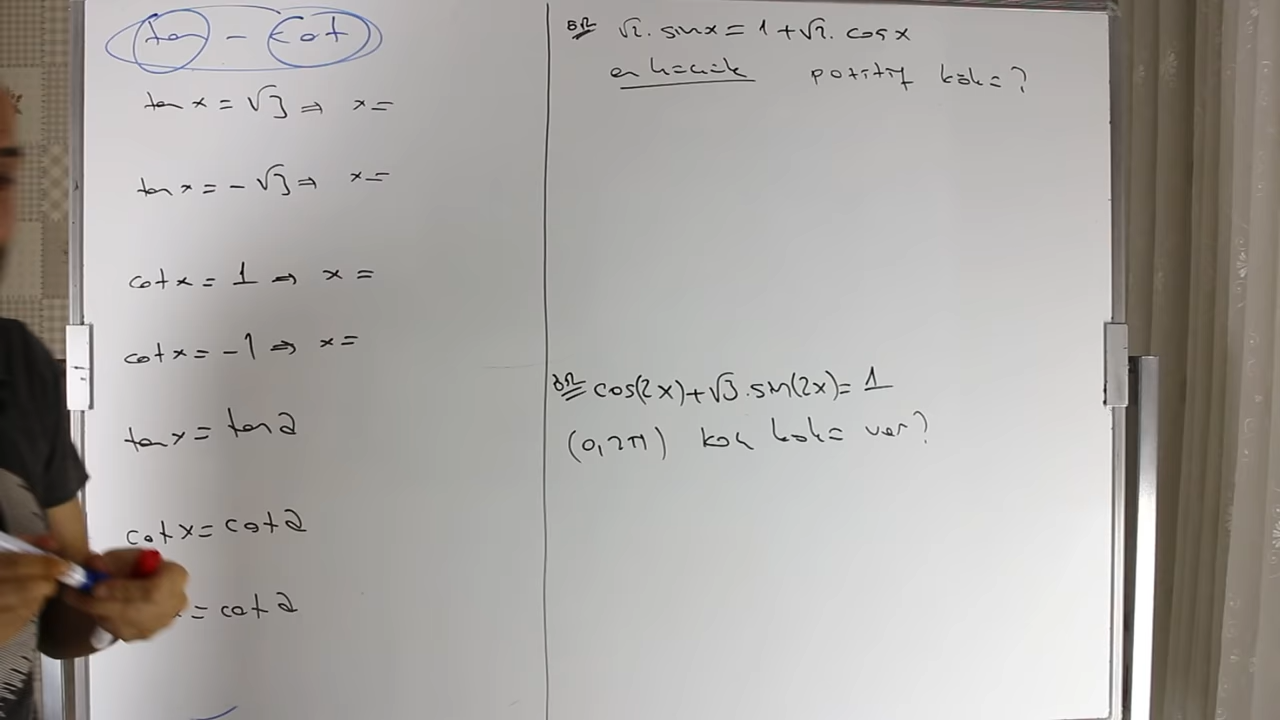 tan - cot
tan x = √3 ⇒ x =
tan x = - √3 ⇒ x =
cot x = 1 ⇒ x =
cot x = -1 ⇒ x =
tan x = tan a
cot x = cot a
= cot a
ÖR √2. sinx = 1 + √2. cos x
en küçük pozitif kök = ?
ÖR cos(2x) + √3. sin(2x) = 1
(0, 2π) kaç kök var?